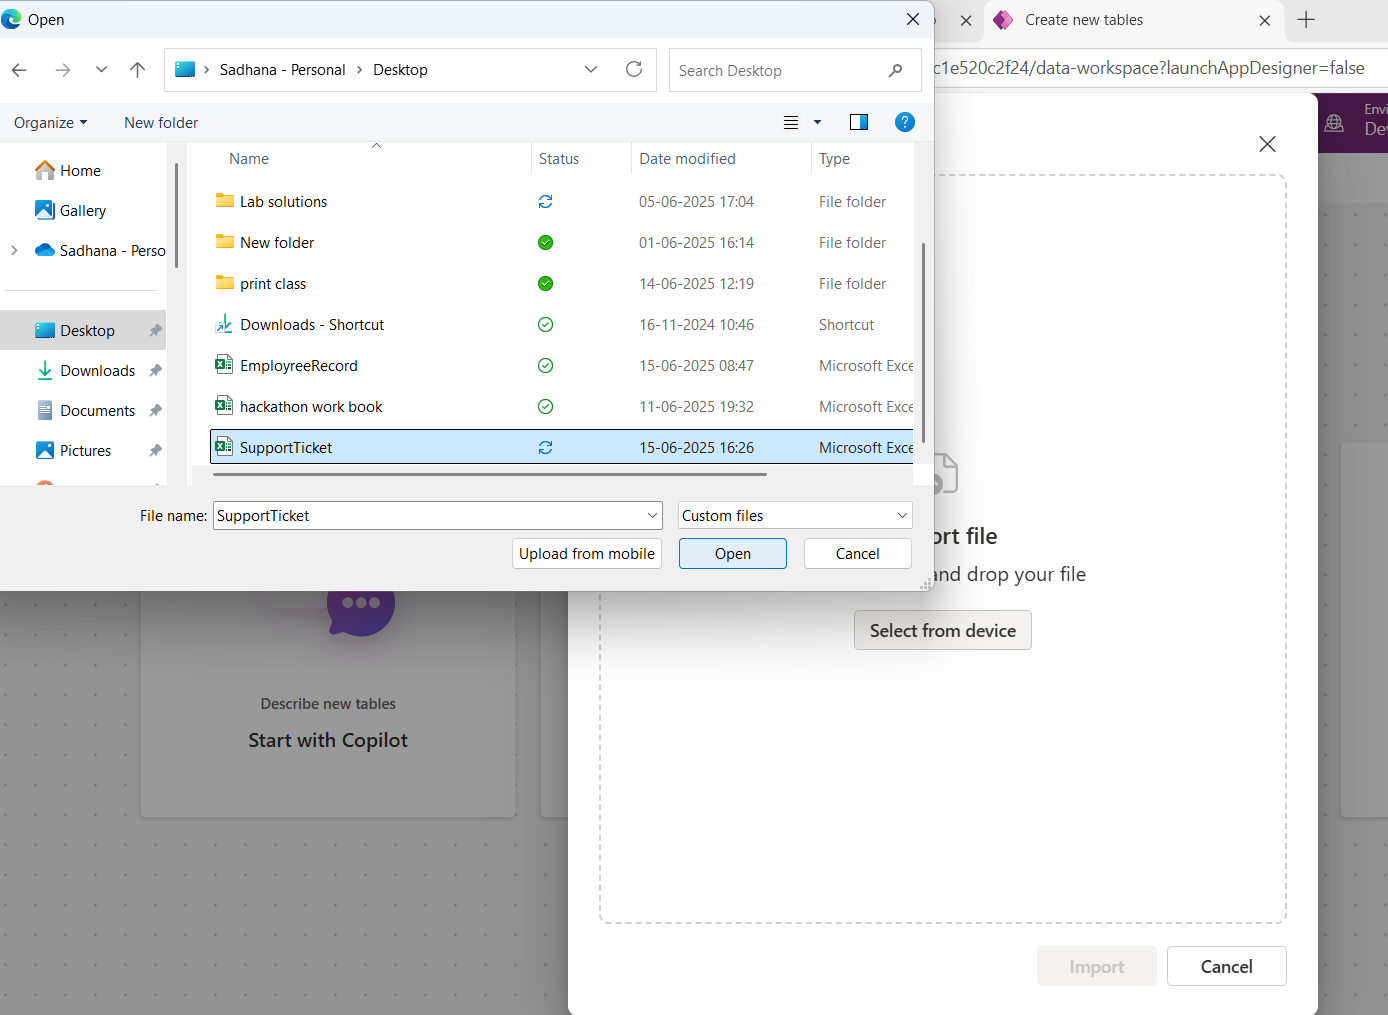 Open
Create new tables
Sadhana - Personal
Desktop
Search Desktop
c1e520c2f24/data-workspace?launchAppDesigner=false
Organize
New folder
Envi
Dev
Name
Status
Date modified
Type
Home
Gallery
Sadhana - Perso
Desktop
Downloads
Documents
Pictures
Lab solutions 05-06-2025 17:04 File folder
New folder 01-06-2025 16:14 File folder
print class 14-06-2025 12:19 File folder
Downloads - Shortcut 16-11-2024 10:46 Shortcut
EmployreeRecord 15-06-2025 08:47 Microsoft Exce
hackathon work book 11-06-2025 19:32 Microsoft Exce
SupportTicket 15-06-2025 16:26 Microsoft Exce
File name: SupportTicket
Custom files
Upload from mobile
Open
Cancel
ort file
and drop your file
Select from device
Describe new tables
Start with Copilot
Import
Cancel